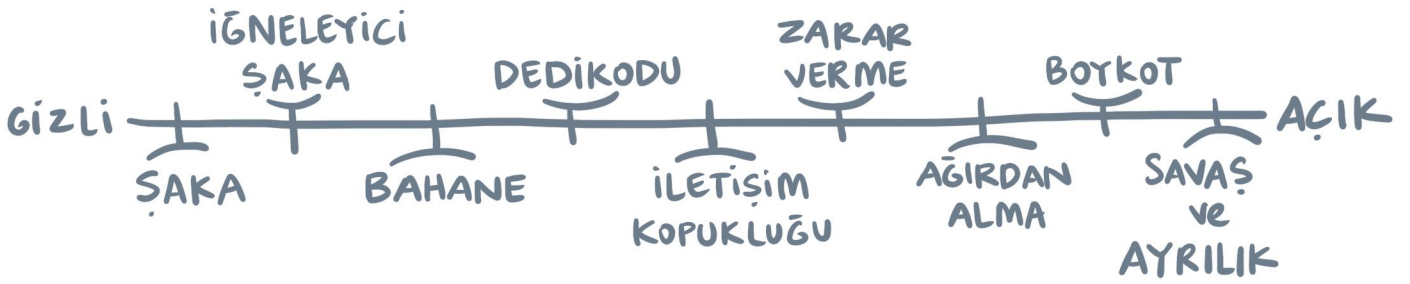 GİZLİ
ŞAKA
İĞNELEYİCİ
ŞAKA
BAHANE
DEDİKODU
İLETİŞİM
KOPUKLUĞU
ZARAR
VERME
AĞIRDAN
ALMA
BOYKOT
SAVAŞ
ve
AYRILIK
AÇIK